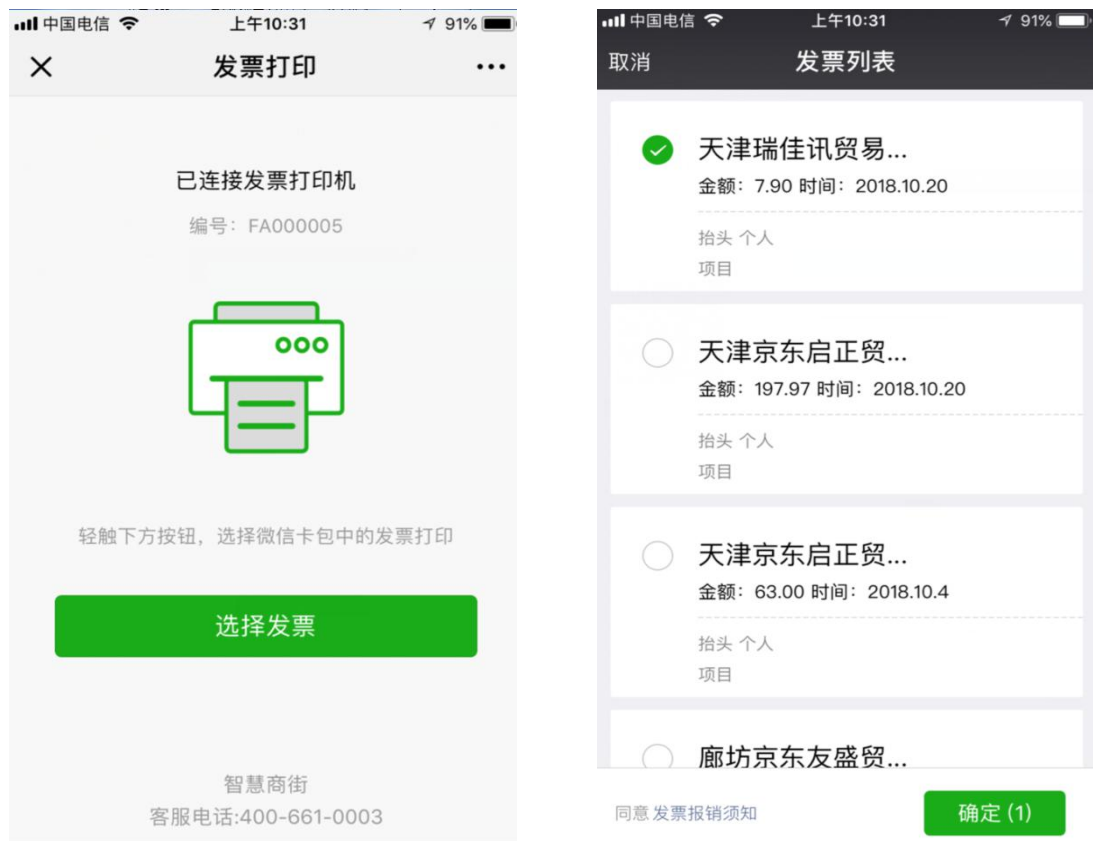 中国电信 上午10:31 91%
发票打印
已连接发票打印机
编号：FA000005
轻触下方按钮，选择微信卡包中的发票打印
选择发票
智慧商街
客服电话:400-661-0003
中国电信 上午10:31 91%
取消 发票列表
天津瑞佳讯贸易...
金额：7.90 时间：2018.10.20
抬头 个人
项目
天津京东启正贸...
金额：197.97 时间：2018.10.20
抬头 个人
项目
天津京东启正贸...
金额：63.00 时间：2018.10.4
抬头 个人
项目
廊坊京东友盛贸...
同意 发票报销须知 确定 (1)